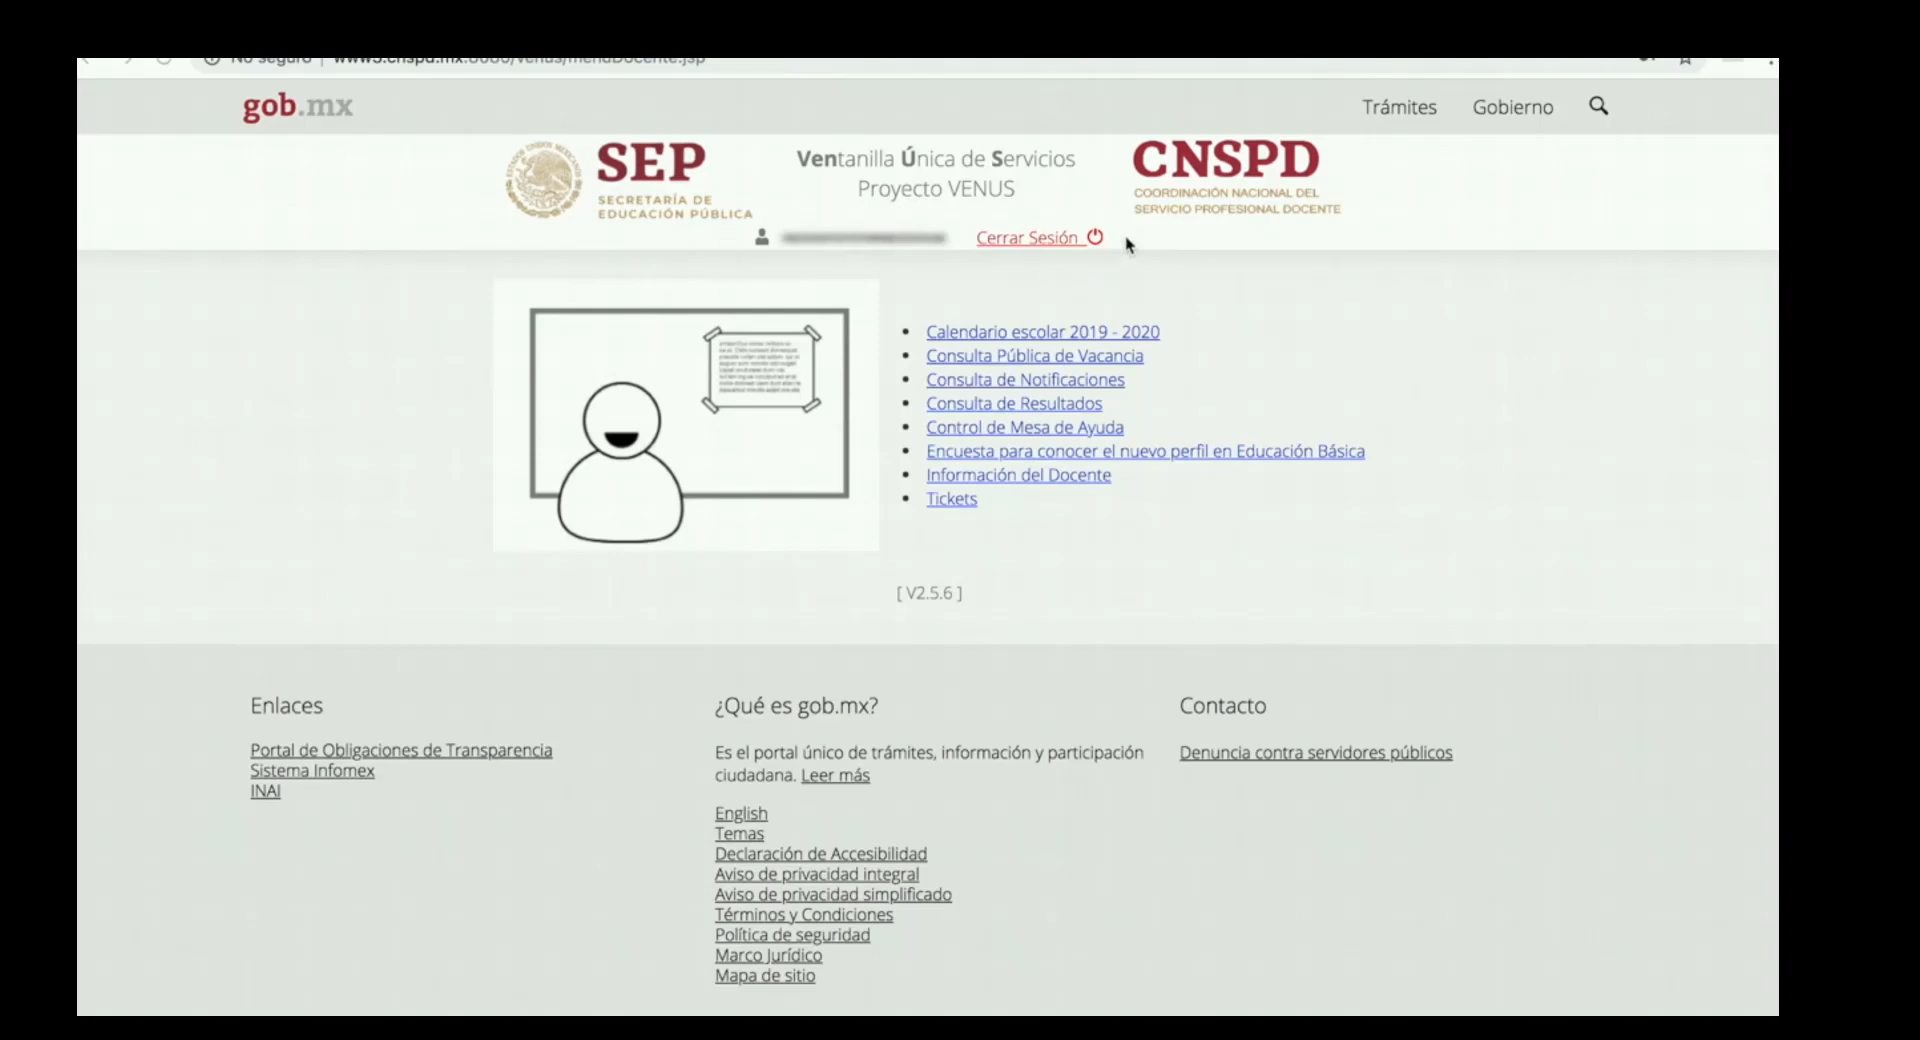 gob.mx
Trámites
Gobierno
SEP
SECRETARÍA DE
EDUCACIÓN PÚBLICA
Ventanilla Única de Servicios
Proyecto VENUS
CNSPD
COORDINACIÓN NACIONAL DEL
SERVICIO PROFESIONAL DOCENTE
Cerrar Sesión
Calendario escolar 2019 - 2020
Consulta Pública de Vacancia
Consulta de Notificaciones
Consulta de Resultados
Control de Mesa de Ayuda
Encuesta para conocer el nuevo perfil en Educación Básica
Información del Docente
Tickets
[ V2.5.6 ]
Enlaces
Portal de Obligaciones de Transparencia
Sistema Infomex
INAI
¿Qué es gob.mx?
Es el portal único de trámites, información y participación
ciudadana. Leer más
English
Temas
Declaración de Accesibilidad
Aviso de privacidad integral
Aviso de privacidad simplificado
Términos y Condiciones
Política de seguridad
Marco Jurídico
Mapa de sitio
Contacto
Denuncia contra servidores públicos